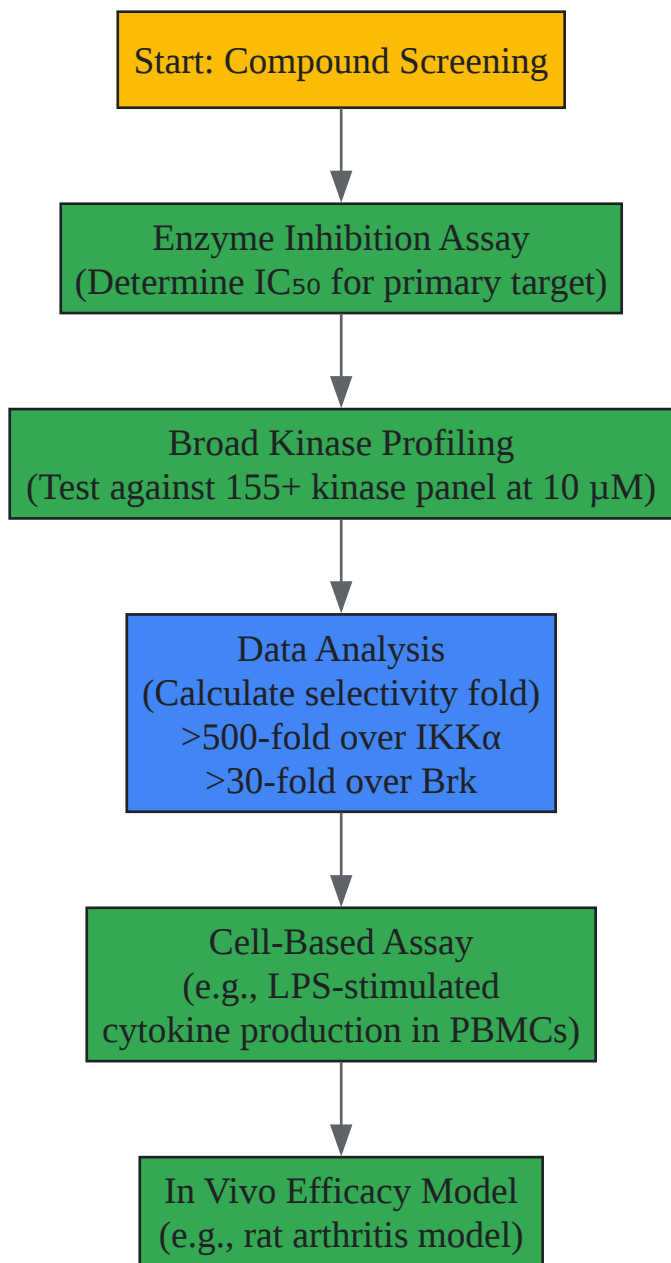 Start: Compound Screening
Enzyme Inhibition Assay
(Determine IC₅₀ for primary target)
Broad Kinase Profiling
(Test against 155+ kinase panel at 10 µM)
Data Analysis
(Calculate selectivity fold)
>500-fold over IKKα
>30-fold over Brk
Cell-Based Assay
(e.g., LPS-stimulated
cytokine production in PBMCs)
In Vivo Efficacy Model
(e.g., rat arthritis model)